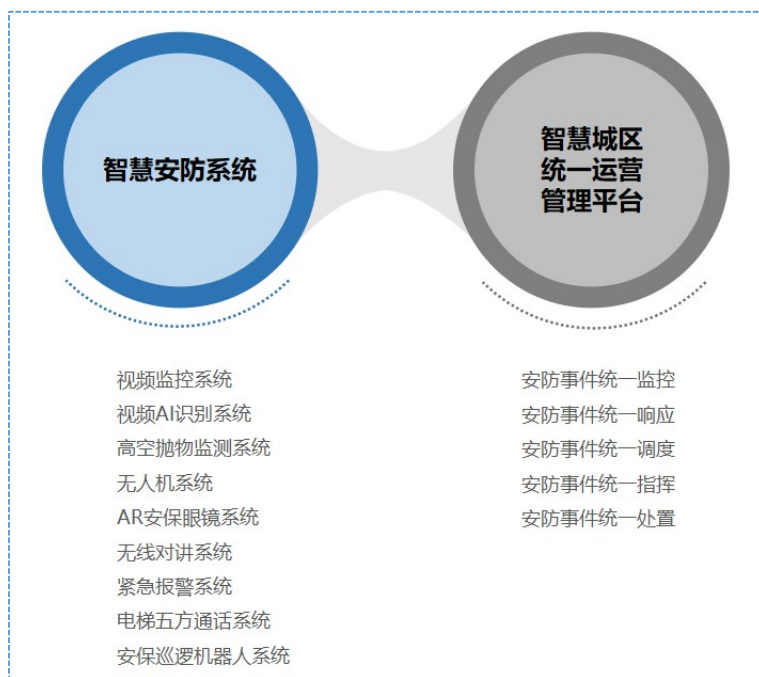 智慧安防系统
智慧城区
统一运营
管理平台
视频监控系统
视频AI识别系统
高空抛物监测系统
无人机系统
AR安保眼镜系统
无线对讲系统
紧急报警系统
电梯五方通话系统
安保巡逻机器人系统
安防事件统一监控
安防事件统一响应
安防事件统一调度
安防事件统一指挥
安防事件统一处置